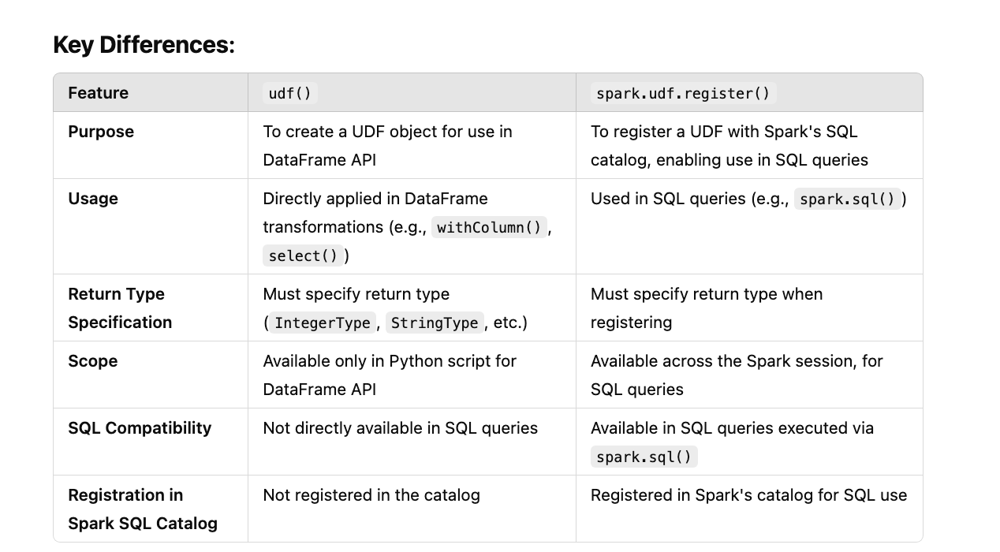 Key Differences:
Feature udf() spark.udf.register()
Purpose To create a UDF object for use in To register a UDF with Spark's SQL
DataFrame API catalog, enabling use in SQL queries
Usage Directly applied in DataFrame Used in SQL queries (e.g., spark.sql() )
transformations (e.g., withColumn() ,
select() )
Return Type Must specify return type Must specify return type when
Specification ( IntegerType , StringType , etc.) registering
Scope Available only in Python script for Available across the Spark session, for
DataFrame API SQL queries
SQL Compatibility Not directly available in SQL queries Available in SQL queries executed via
spark.sql()
Registration in Not registered in the catalog Registered in Spark's catalog for SQL use
Spark SQL Catalog